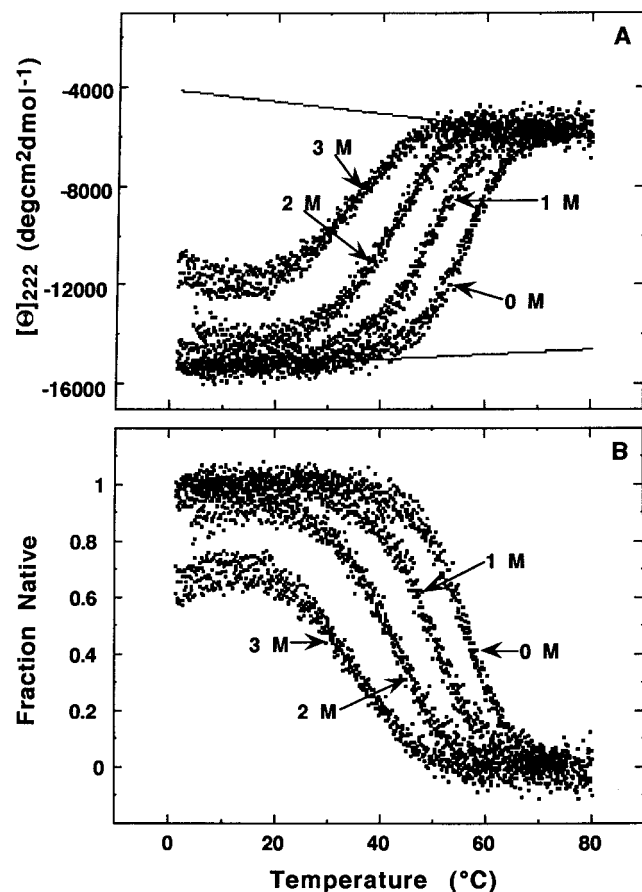 A
[Θ]222 (degcm2dmol-1)
-4000
-8000
-12000
-16000
3 M
2 M
1 M
0 M
B
Fraction Native
1
0.8
0.6
0.4
0.2
0
1 M
0 M
3 M
2 M
0 20 40 60 80
Temperature (°C)